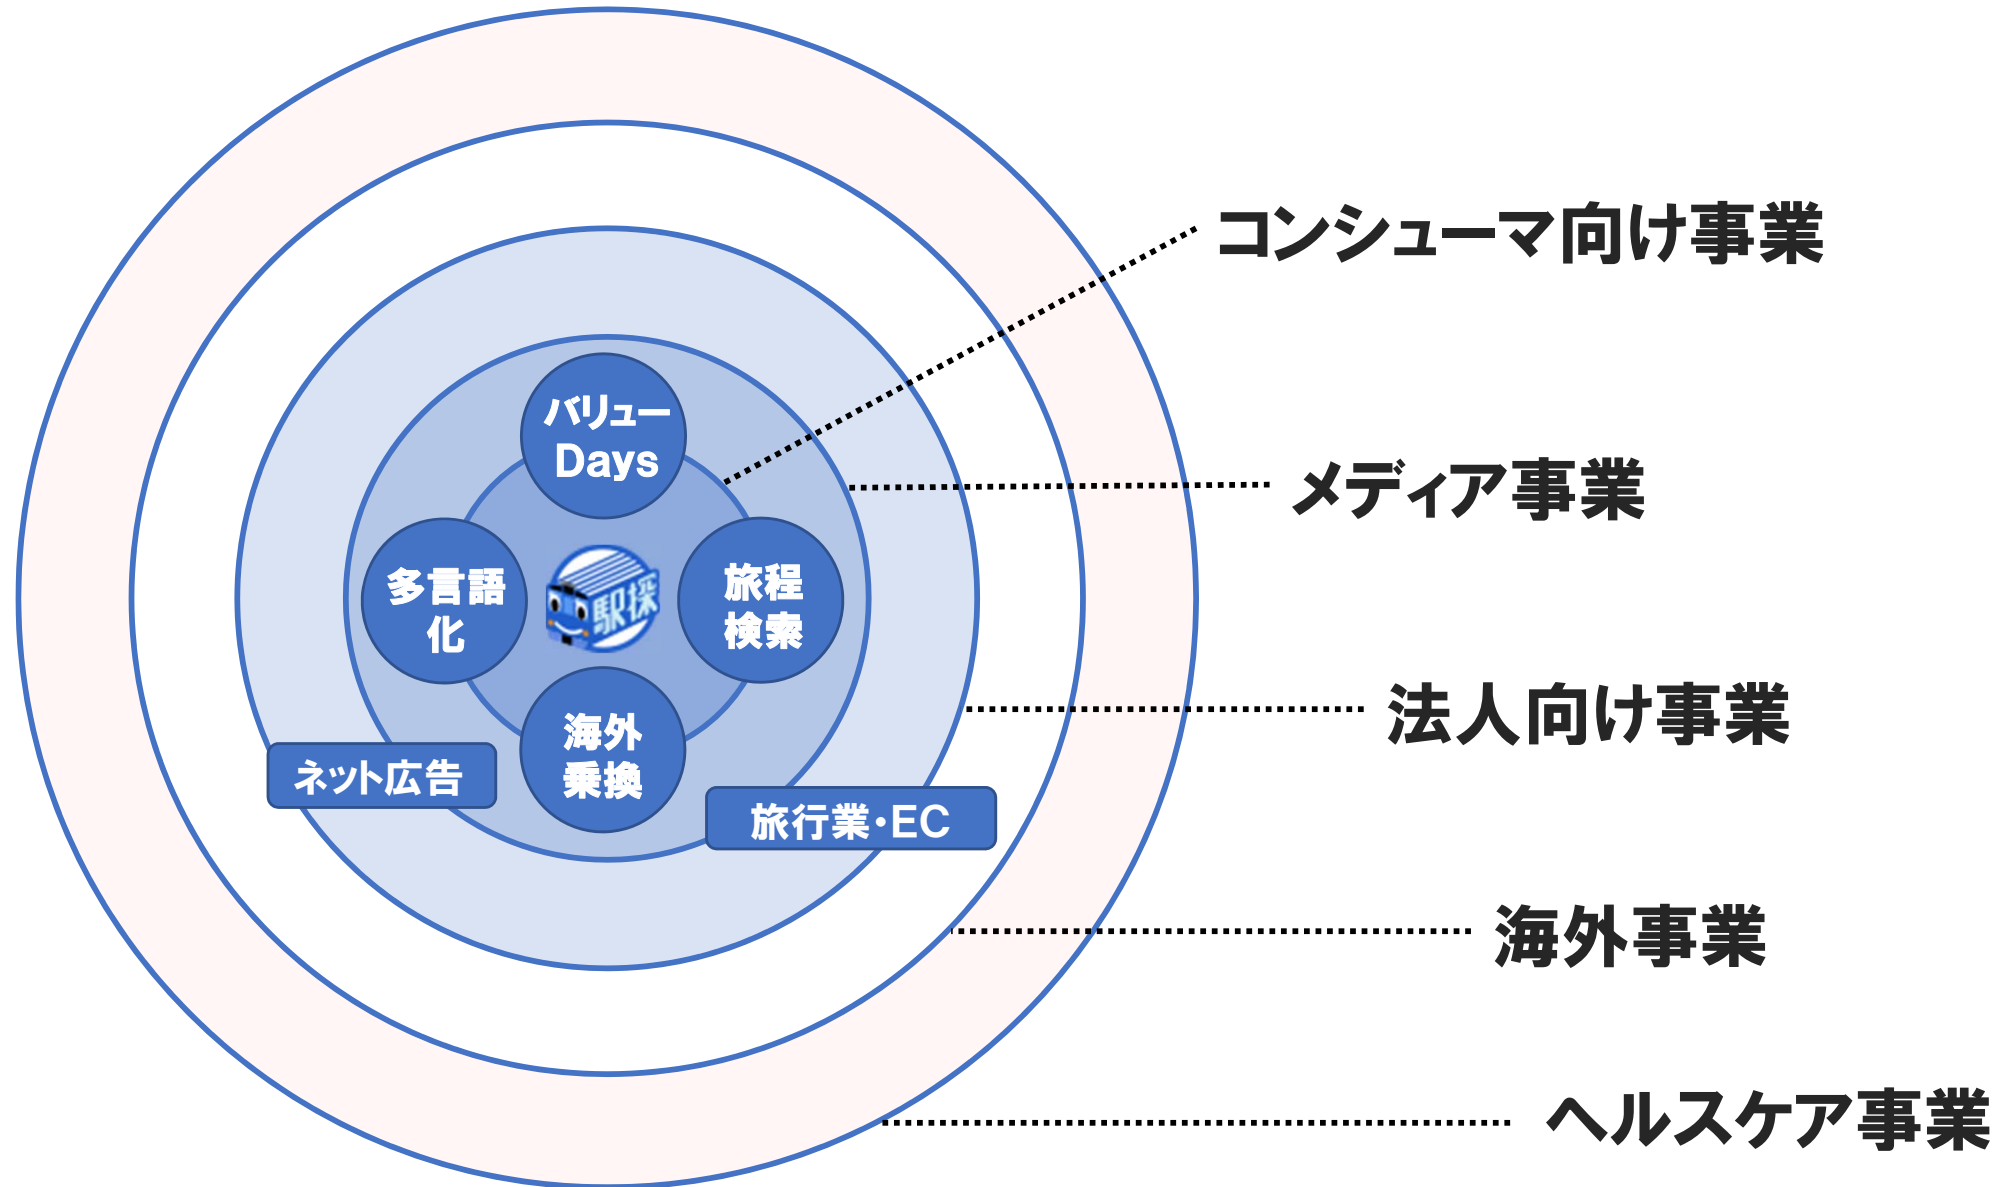 コンシューマ向け事業
メディア事業
法人向け事業
海外事業
ヘルスケア事業
バリュー
Days
多言語
化
駅探
旅程
検索
海外
乗換
ネット広告
旅行業・EC